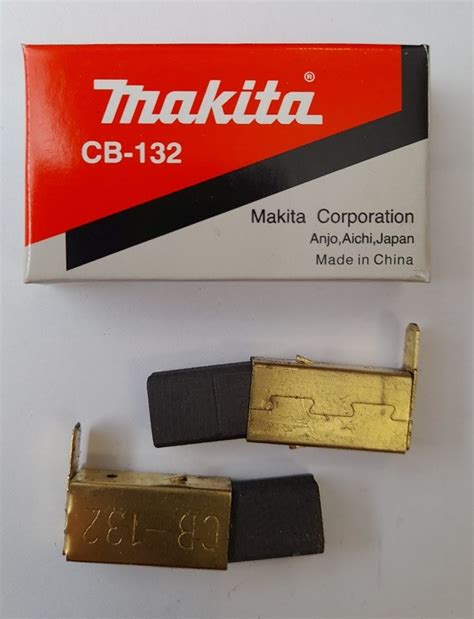 makita®
CB-132
Makita Corporation
Anjo,Aichi,Japan
Made in China
CB-132